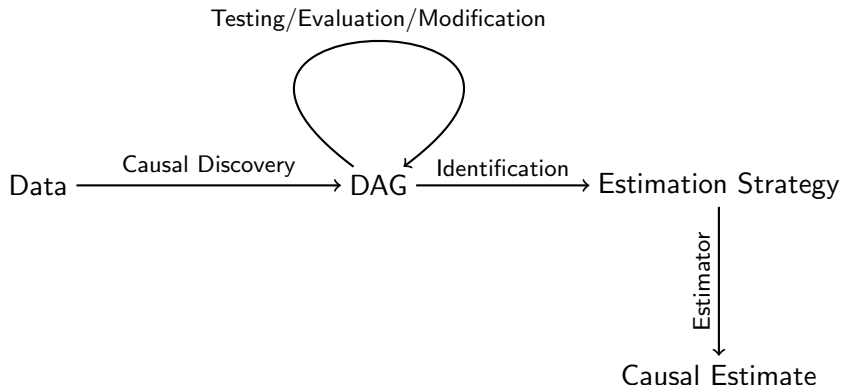 Testing/Evaluation/Modification
Causal Discovery
Identification
Data
DAG
Estimation Strategy
Estimator
Causal Estimate